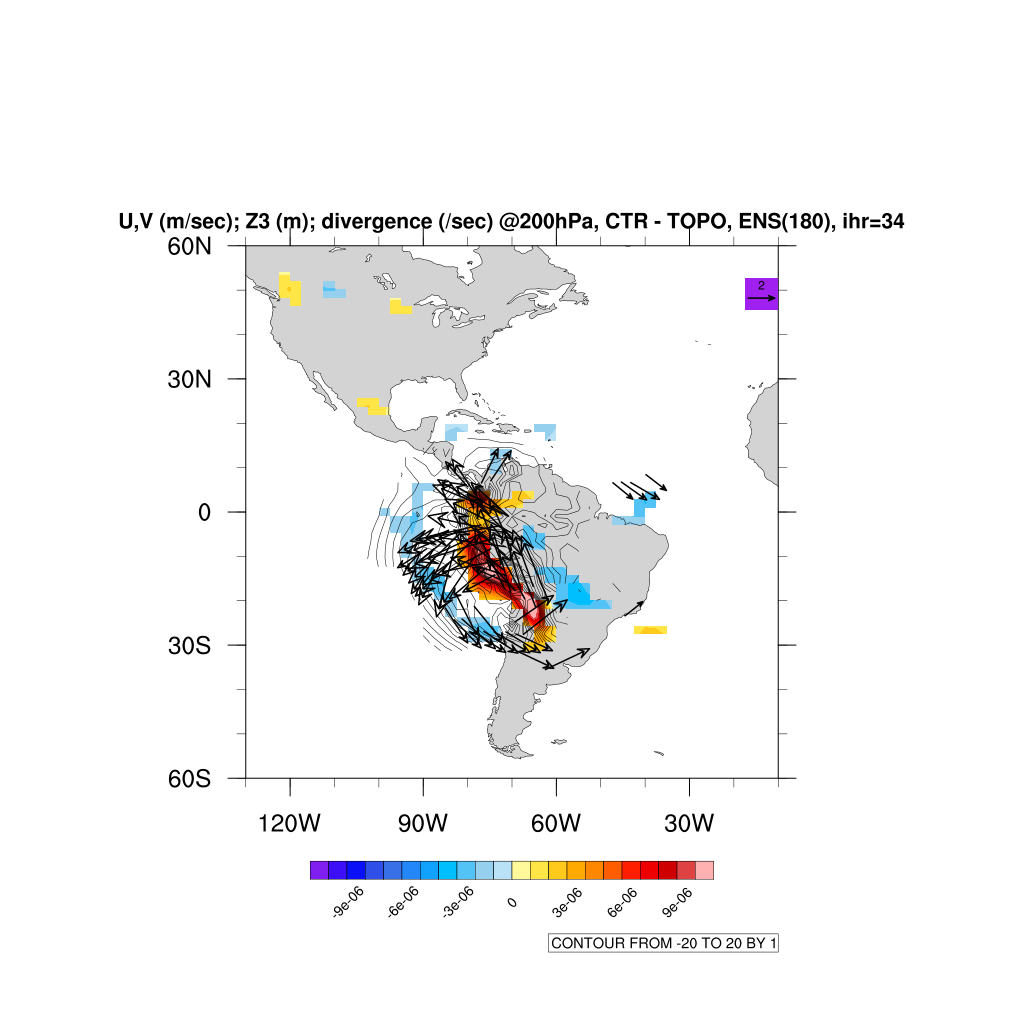 U,V (m/sec); Z3 (m); divergence (/sec) @200hPa, CTR - TOPO, ENS(180), ihr=34
60N
2
30N
0
30S
60S
120W 90W 60W 30W
-9e-06 -6e-06 -3e-06 0 3e-06 6e-06 9e-06
CONTOUR FROM -20 TO 20 BY 1